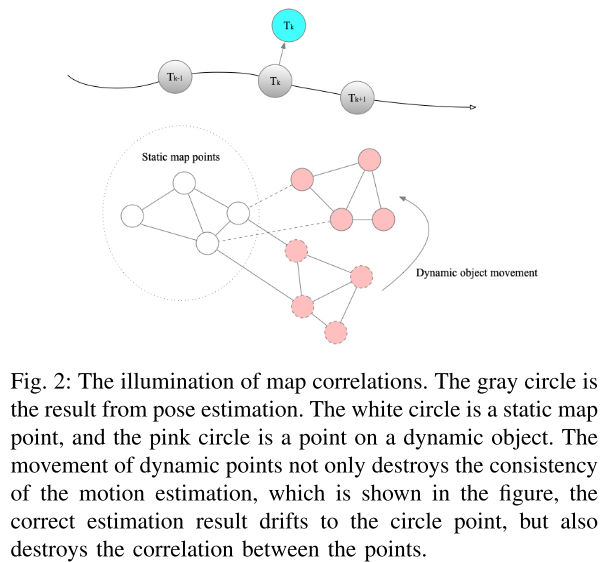 Tk
Tk-1
Tk
Tk+1
Static map points
Dynamic object movement
Fig. 2: The illumination of map correlations. The gray circle is
the result from pose estimation. The white circle is a static map
point, and the pink circle is a point on a dynamic object. The
movement of dynamic points not only destroys the consistency
of the motion estimation, which is shown in the figure, the
correct estimation result drifts to the circle point, but also
destroys the correlation between the points.